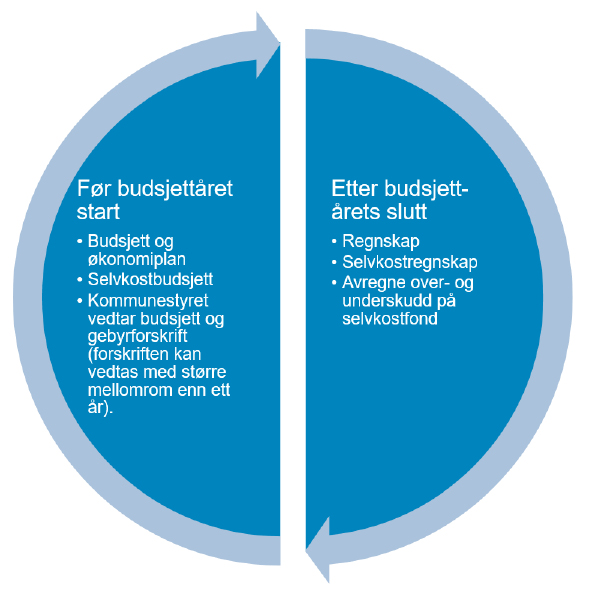 Før budsjettåret
start
• Budsjett og
økonomiplan
• Selvkostbudsjett
• Kommunestyret
vedtar budsjett og
gebyrforskrift
(forskriften kan
vedtas med større
mellomrom enn ett
år).
Etter budsjett-
årets slutt
• Regnskap
• Selvkostregnskap
• Avregne over- og
underskudd på
selvkostfond